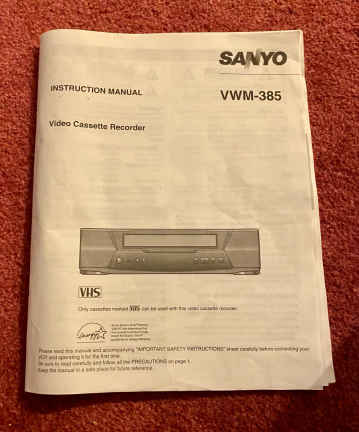 SANYO
INSTRUCTION MANUAL
VWM-385
Video Cassette Recorder
VHS
Only cassettes marked VHS can be used with this video cassette recorder.
Please read this manual and accompanying "IMPORTANT SAFETY INSTRUCTIONS" sheet carefully before connecting your
VCR and operating it for the first time.
Be sure to read carefully and follow all the PRECAUTIONS on page 1.
Keep the manual in a safe place for future reference.